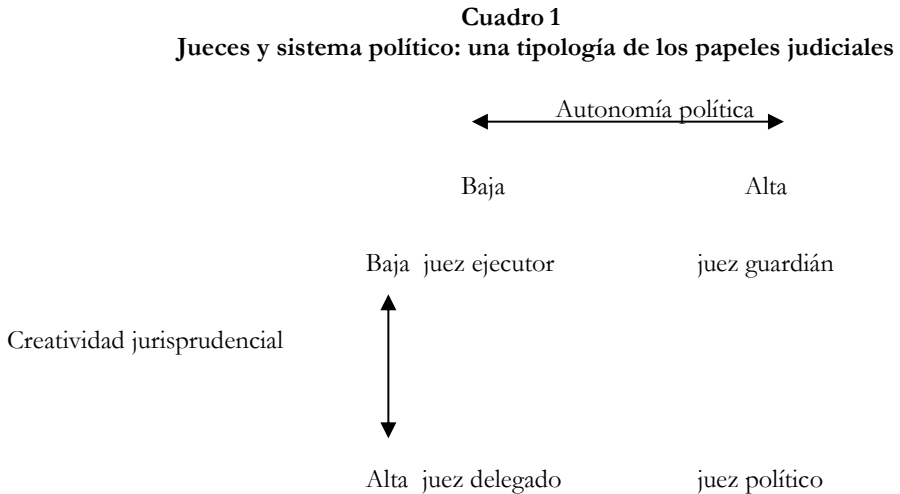 Cuadro 1
Jueces y sistema político: una tipología de los papeles judiciales
Autonomía política
Baja Alta
Baja juez ejecutor juez guardián
Creatividad jurisprudencial
Alta juez delegado juez político